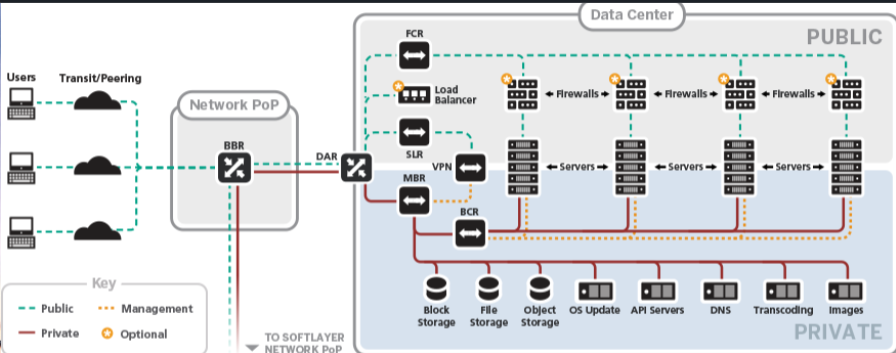 Data Center
PUBLIC
FCR
Users
Transit/Peering
Load
Balancer
Firewalls
Firewalls
Firewalls
Network PoP
BBR
DAR
SLR
VPN
Servers
Servers
Servers
MBR
BCR
Key
Public
Management
Private
Optional
Block
Storage
File
Storage
Object
Storage
OS Update
API Servers
DNS
Transcoding
Images
TO SOFTLAYER
NETWORK PoP
PRIVATE